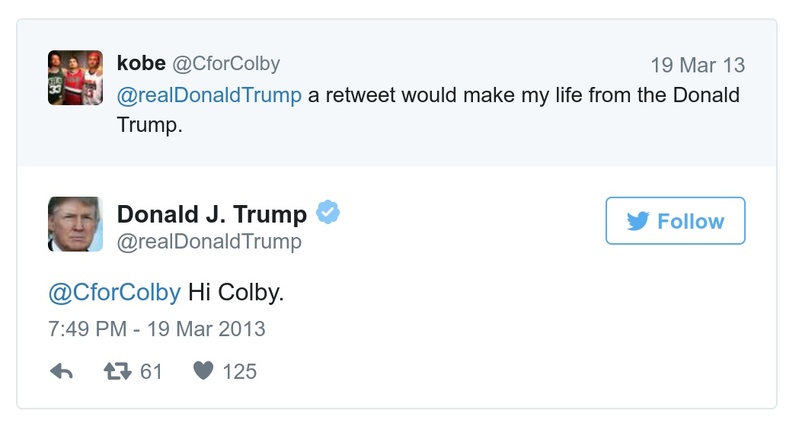 kobe @CforColby 19 Mar 13
@realDonaldTrump a retweet would make my life from the Donald
Trump.
Donald J. Trump
@realDonaldTrump
Follow
@CforColby Hi Colby.
7:49 PM - 19 Mar 2013
61 125